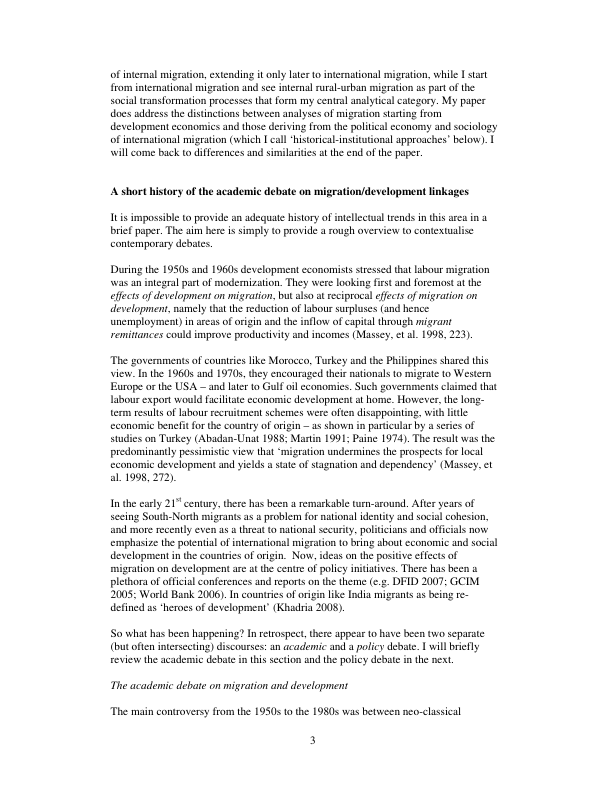 of internal migration, extending it only later to international migration, while I start
from international migration and see internal rural-urban migration as part of the
social transformation processes that form my central analytical category. My paper
does address the distinctions between analyses of migration starting from
development economics and those deriving from the political economy and sociology
of international migration (which I call ‘historical-institutional approaches’ below). I
will come back to differences and similarities at the end of the paper.
A short history of the academic debate on migration/development linkages
It is impossible to provide an adequate history of intellectual trends in this area in a
brief paper. The aim here is simply to provide a rough overview to contextualise
contemporary debates.
During the 1950s and 1960s development economists stressed that labour migration
was an integral part of modernization. They were looking first and foremost at the
effects of development on migration, but also at reciprocal effects of migration on
development, namely that the reduction of labour surpluses (and hence
unemployment) in areas of origin and the inflow of capital through migrant
remittances could improve productivity and incomes (Massey, et al. 1998, 223).
The governments of countries like Morocco, Turkey and the Philippines shared this
view. In the 1960s and 1970s, they encouraged their nationals to migrate to Western
Europe or the USA – and later to Gulf oil economies. Such governments claimed that
labour export would facilitate economic development at home. However, the long-
term results of labour recruitment schemes were often disappointing, with little
economic benefit for the country of origin – as shown in particular by a series of
studies on Turkey (Abadan-Unat 1988; Martin 1991; Paine 1974). The result was the
predominantly pessimistic view that ‘migration undermines the prospects for local
economic development and yields a state of stagnation and dependency’ (Massey, et
al. 1998, 272).
In the early 21st century, there has been a remarkable turn-around. After years of
seeing South-North migrants as a problem for national identity and social cohesion,
and more recently even as a threat to national security, politicians and officials now
emphasize the potential of international migration to bring about economic and social
development in the countries of origin. Now, ideas on the positive effects of
migration on development are at the centre of policy initiatives. There has been a
plethora of official conferences and reports on the theme (e.g. DFID 2007; GCIM
2005; World Bank 2006). In countries of origin like India migrants as being re-
defined as ‘heroes of development’ (Khadria 2008).
So what has been happening? In retrospect, there appear to have been two separate
(but often intersecting) discourses: an academic and a policy debate. I will briefly
review the academic debate in this section and the policy debate in the next.
The academic debate on migration and development
The main controversy from the 1950s to the 1980s was between neo-classical
3